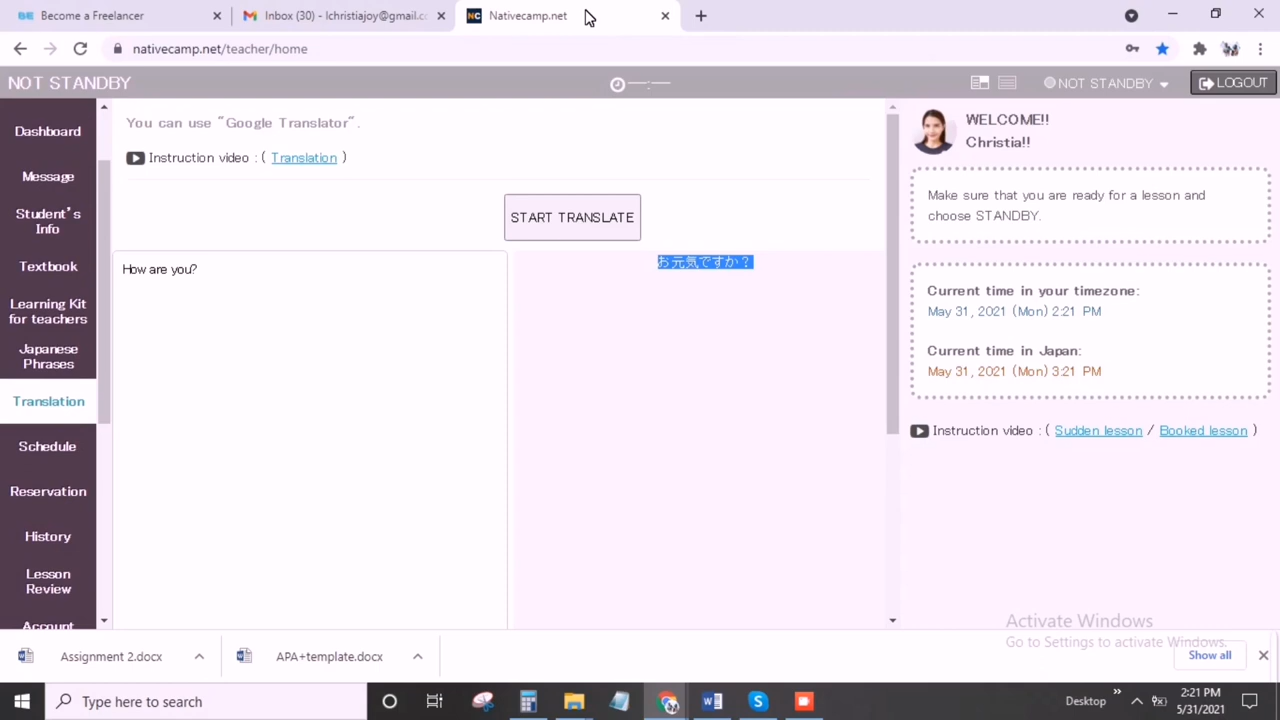 Become a Freelancer
Inbox (30) - lchristiajoy@gmail.cc
Nativecamp.net
nativecamp.net/teacher/home
NOT STANDBY
--:--
NOT STANDBY
LOGOUT
Dashboard
Message
Student's
Info
Textbook
Learning Kit
for teachers
Japanese
Phrases
Translation
Schedule
Reservation
History
Lesson
Review
Account
You can use "Google Translator".
Instruction video : ( Translation )
START TRANSLATE
How are you?
お元気ですか？
WELCOME!!
Christia!!
Make sure that you are ready for a lesson and
choose STANDBY.
Current time in your timezone:
May 31, 2021 (Mon) 2:21 PM
Current time in Japan:
May 31, 2021 (Mon) 3:21 PM
Instruction video : ( Sudden lesson / Booked lesson )
Activate Windows
Go to Settings to activate Windows.
Assignment 2.docx
APA+template.docx
Show all
Type here to search
Desktop
2:21 PM
5/31/2021